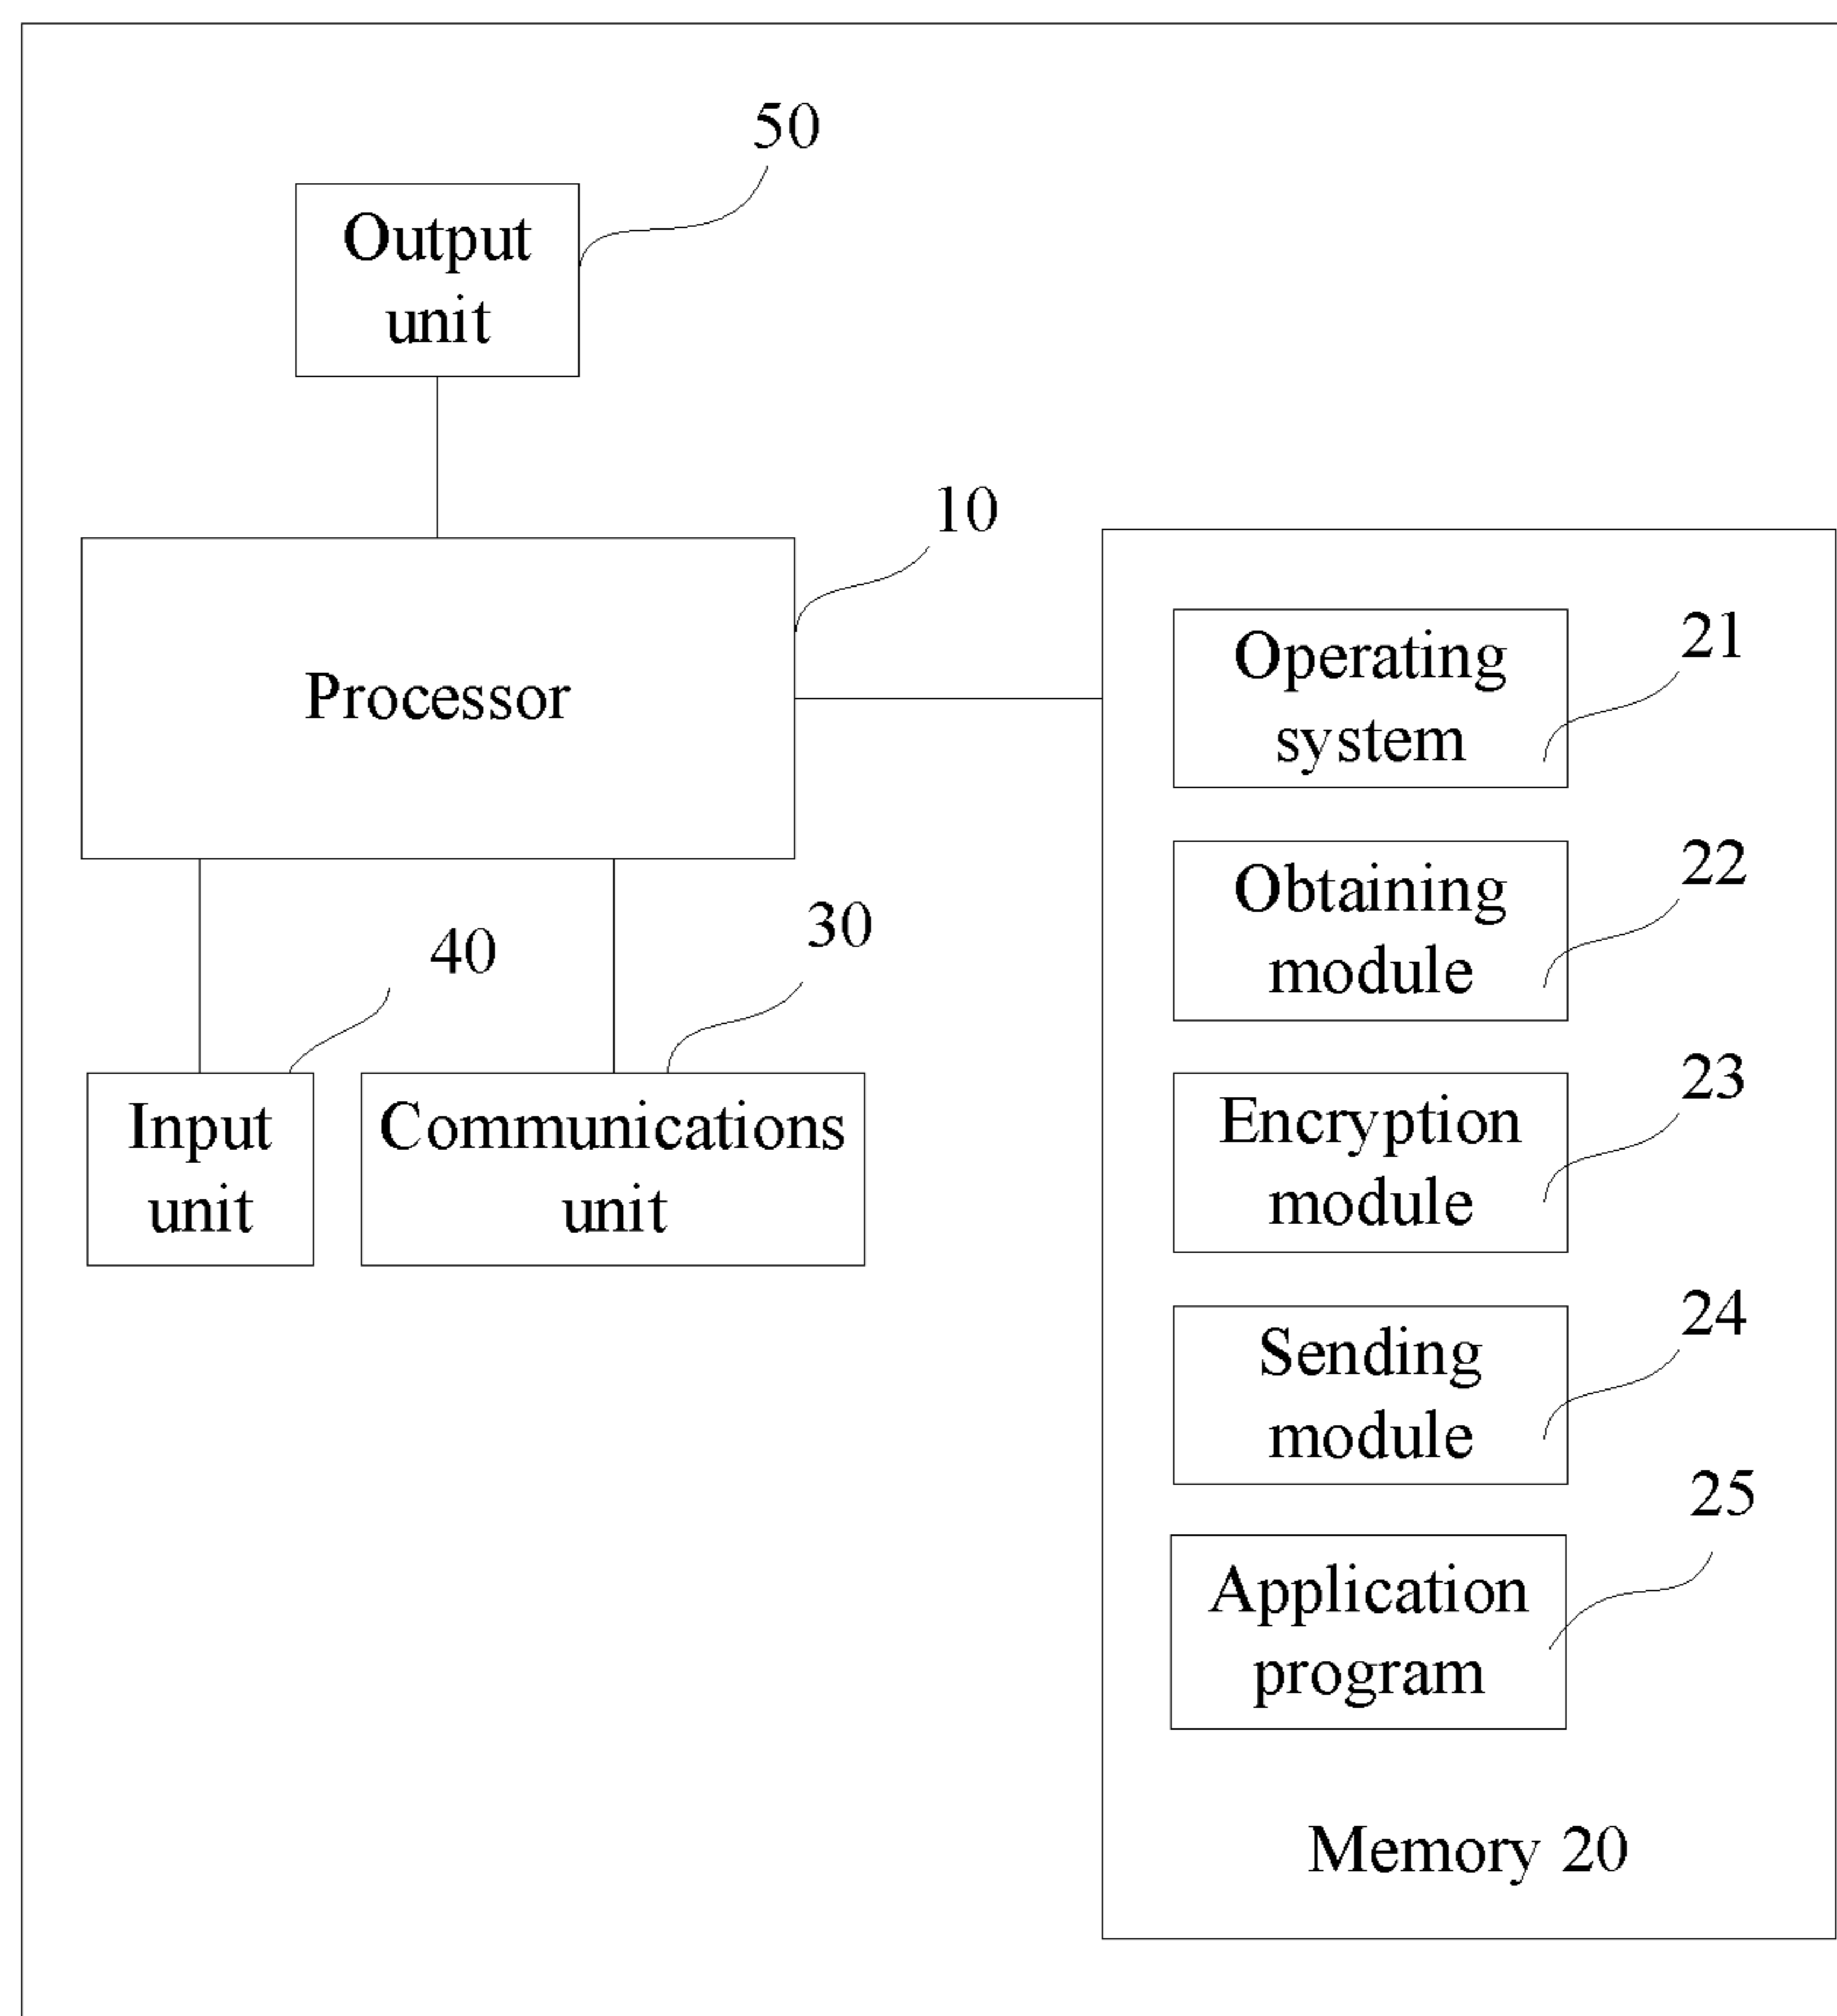 50
Output
unit
10
Processor
40
30
Input
unit
Communications
unit
21
Operating
system
22
Obtaining
module
23
Encryption
module
24
Sending
module
25
Application
program
Memory 20